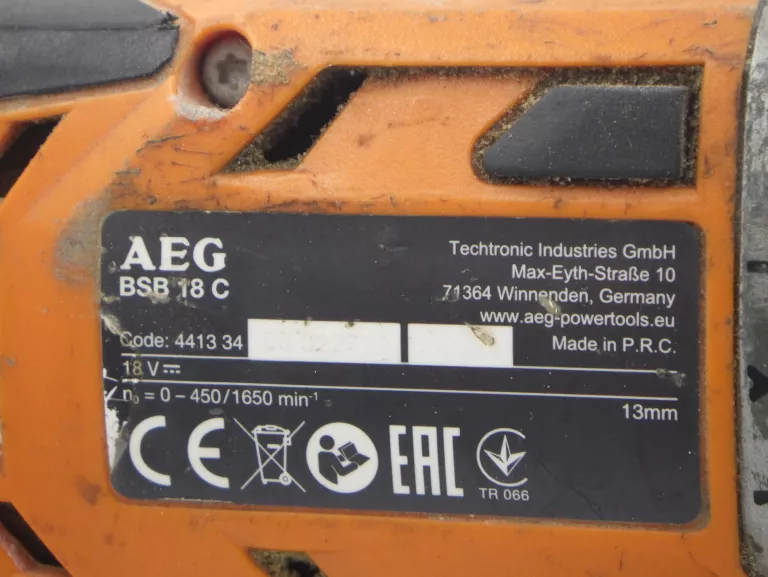 AEG
BSB 18 C
Techtronic Industries GmbH
Max-Eyth-Straße 10
71364 Winnenden, Germany
www.aeg-powertools.eu
Code: 4413 34
Made in P.R.C.
18 V ⎓
n₀ = 0 – 450/1650 min⁻¹
13mm
CE
EAC
TR 066